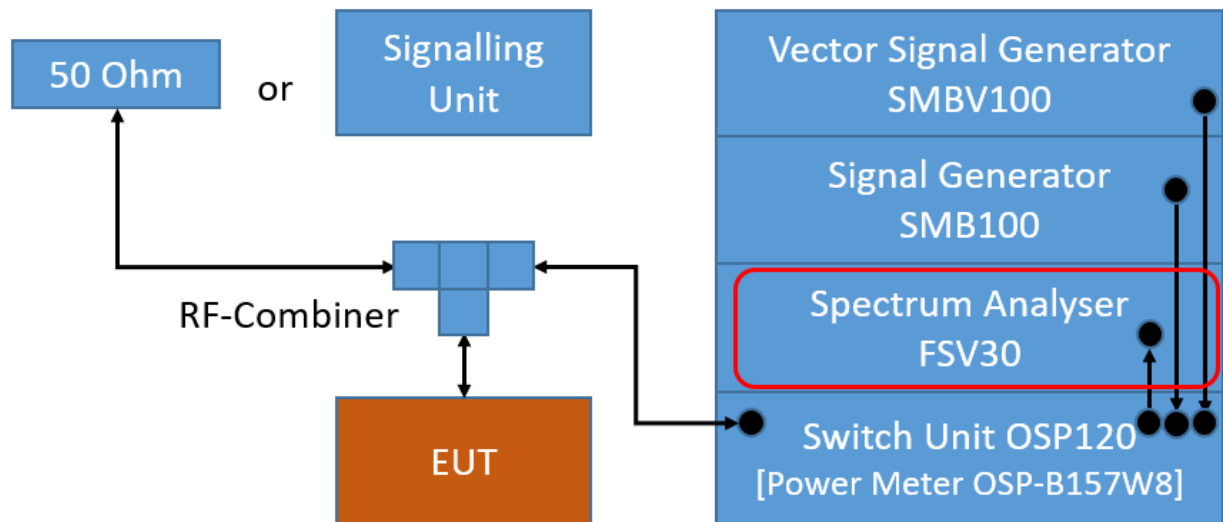 50 Ohm
or
Signalling
Unit
Vector Signal Generator
SMBV100
Signal Generator
SMB100
RF-Combiner
Spectrum Analyser
FSV30
EUT
Switch Unit OSP120
[Power Meter OSP-B157W8]